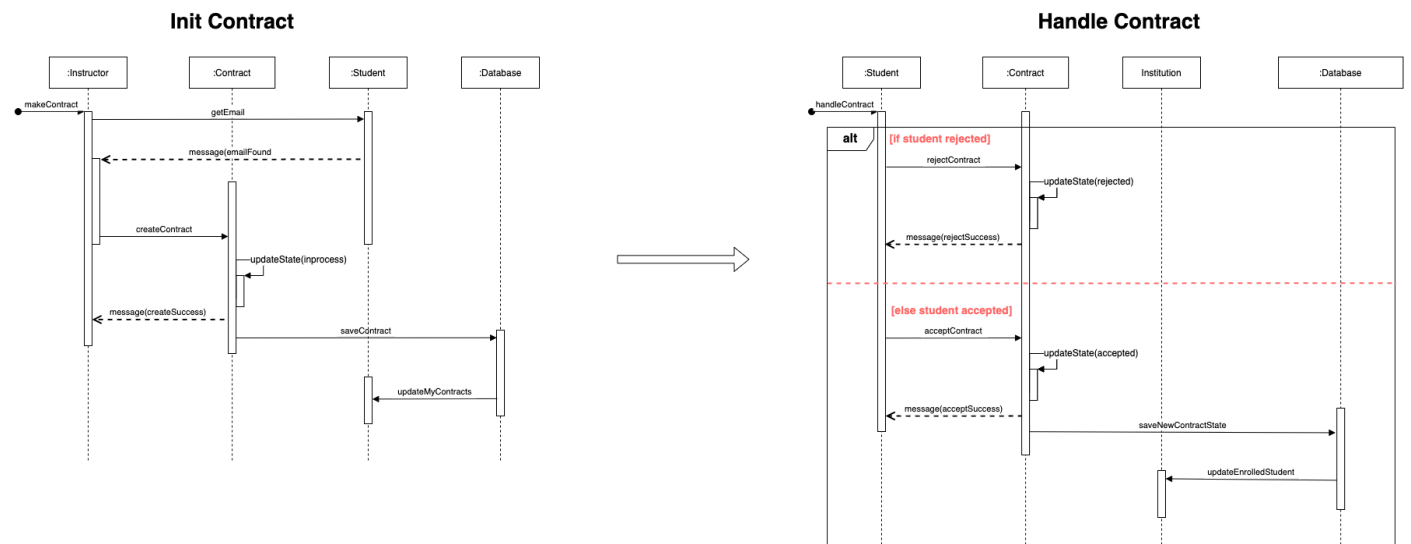 Init Contract
:Instructor
:Contract
:Student
:Database
makeContract
getEmail
message(emailFound
createContract
updateState(inprocess)
message(createSuccess)
saveContract
updateMyContracts
Handle Contract
:Student
:Contract
Institution
:Database
handleContract
alt
[if student rejected]
rejectContract
updateState(rejected)
message(rejectSuccess)
[else student accepted]
acceptContract
updateState(accepted)
message(acceptSuccess)
saveNewContractState
updateEnrolledStudent